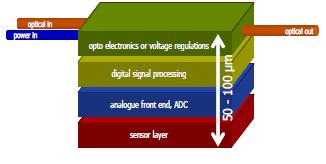 optical in
power in
opto electronics or voltage regulations
optical out
digital signal processing
analogue front end, ADC
sensor layer
50 - 100 µm